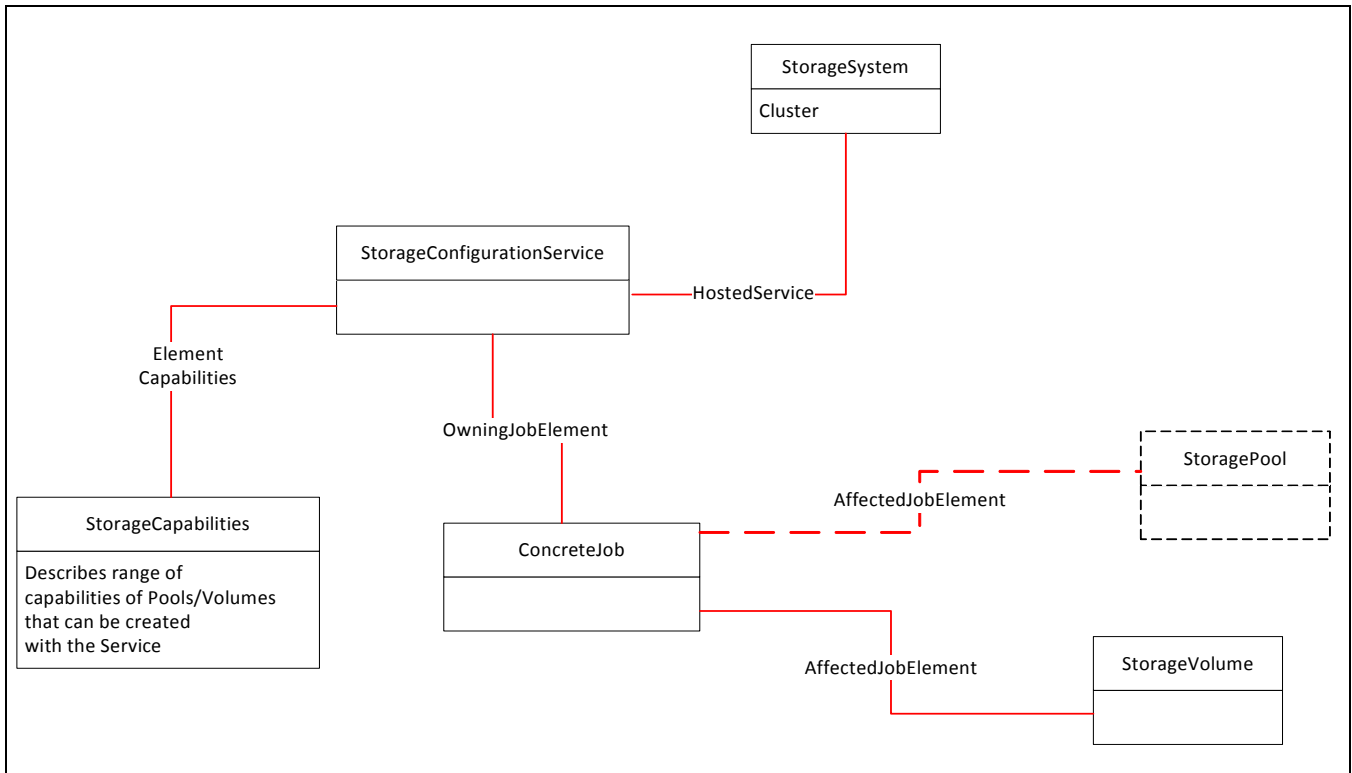 StorageSystem
Cluster
StorageConfigurationService
HostedService
Element
Capabilities
OwningJobElement
StoragePool
AffectedJobElement
StorageCapabilities
Describes range of
capabilities of Pools/Volumes
that can be created
with the Service
ConcreteJob
StorageVolume
AffectedJobElement